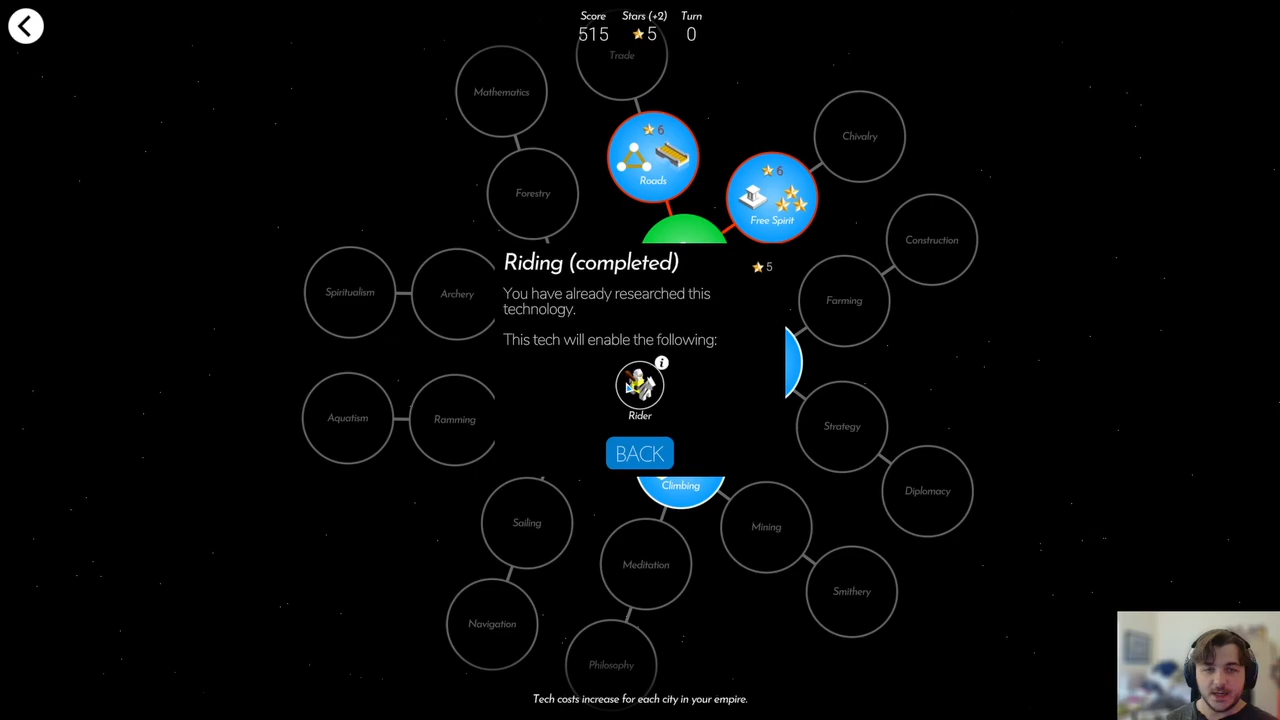 Score
Stars (+2)
Turn
515
5
0
Trade
Mathematics
Chivalry
6
Roads
6
Free Spirit
Forestry
Construction
Riding (completed)
5
Spiritualism
Archery
Farming
You have already researched this
technology.
This tech will enable the following:
i
Rider
Aquatism
Ramming
Strategy
BACK
Climbing
Diplomacy
Sailing
Mining
Meditation
Smithery
Navigation
Philosophy
Tech costs increase for each city in your empire.